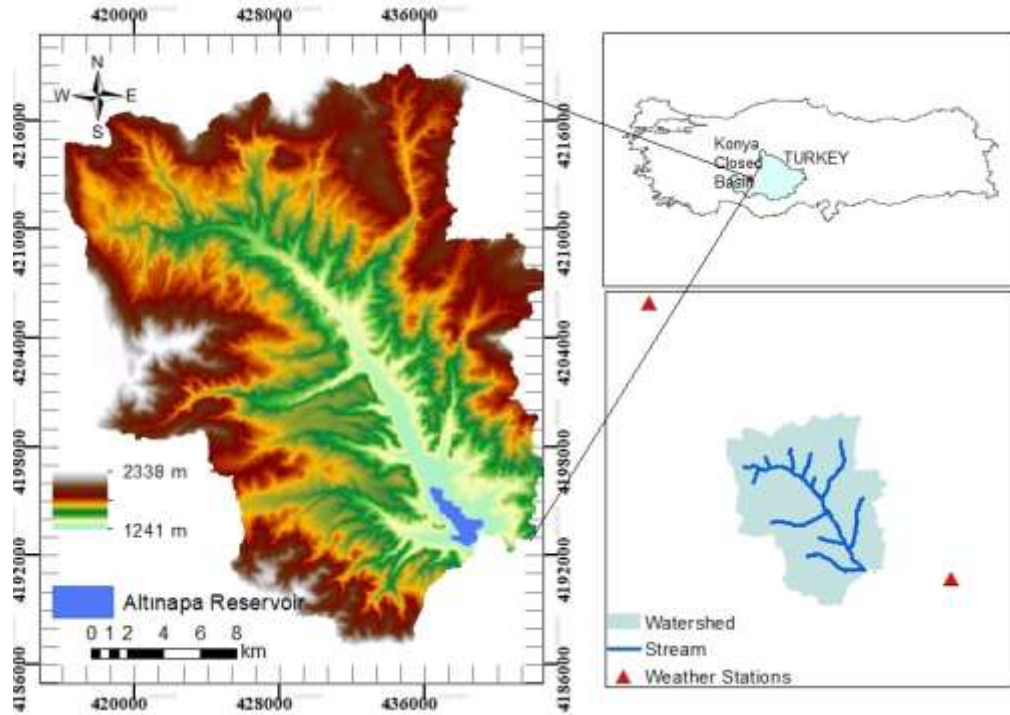 420000 428000 436000
N
W E
S
4216000 4216000
4210000 4210000
4204000 4204000
4198000 4198000
4192000 4192000
4186000 4186000
2338 m
1241 m
Altınapa Reservoir
0 1 2 4 6 8
km
420000 428000 436000
Konya
Closed
Basin
TURKEY
Watershed
Stream
Weather Stations